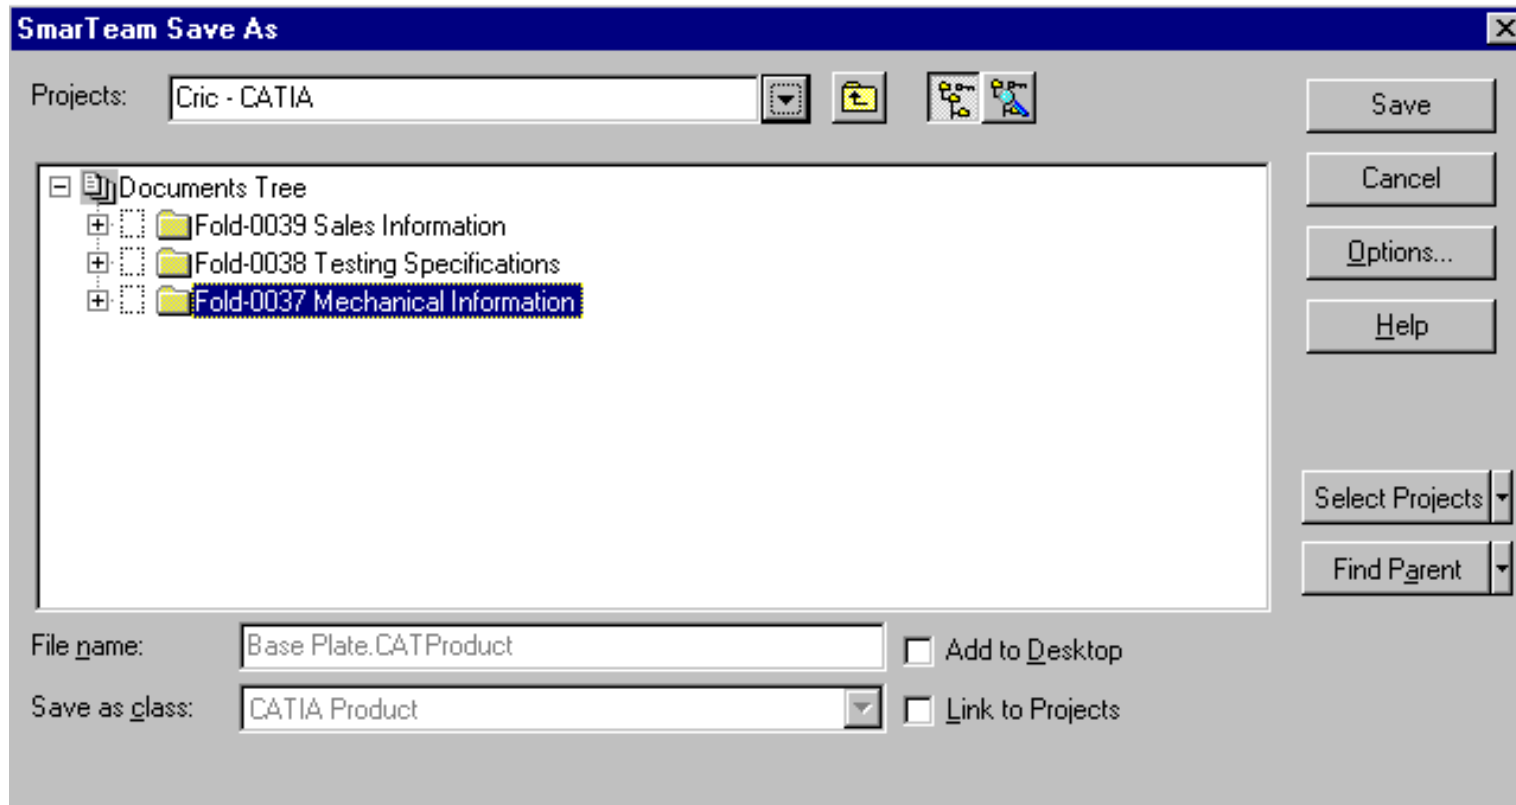 SmarTeam Save As
Projects: Cric - CATIA
Save
Documents Tree
Cancel
Fold-0039 Sales Information
Fold-0038 Testing Specifications
Options...
Fold-0037 Mechanical Information
Help
Select Projects
Find Parent
File name: Base Plate.CATProduct Add to Desktop
Save as class: CATIA Product Link to Projects